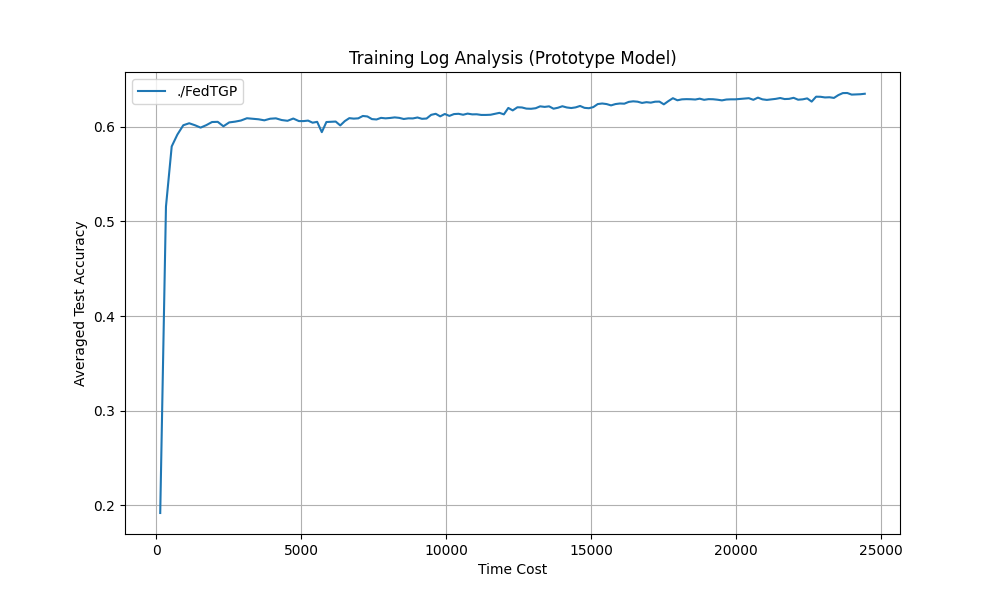 Training Log Analysis (Prototype Model)
./FedTGP
Averaged Test Accuracy
0.6
0.5
0.4
0.3
0.2
0
5000
10000
15000
20000
25000
Time Cost